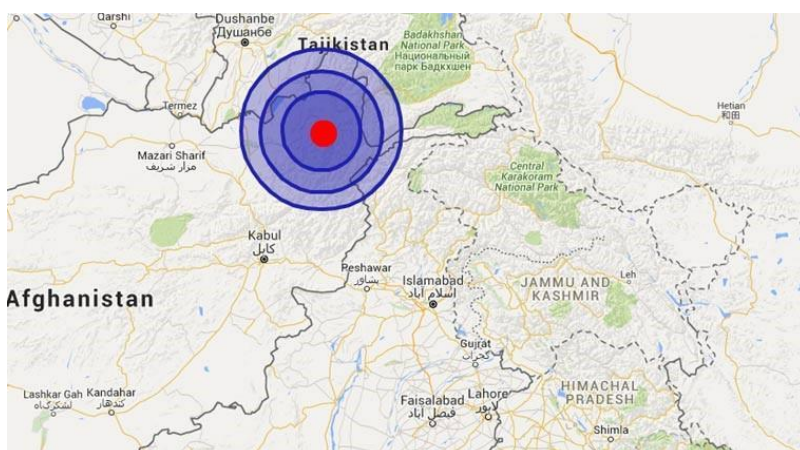 Qarshi
Dushanbe
Душанбе
Tajikistan
Badakhshan
National Park
Национальный
парк Бадкхшен
Termez
Hetian
和田
Mazari Sharif
مزار شریف
Central
Karakoram
National Park
Kabul
کابل
Peshawar
پشاور
Islamabad
اسلام آباد
Leh
JAMMU AND
KASHMIR
Afghanistan
Gujrat
گجرات
HIMACHAL
PRADESH
Lashkar Gah
لشکرگاه
Kandahar
کندهار
Faisalabad
فیصل آباد
Lahore
Shimla